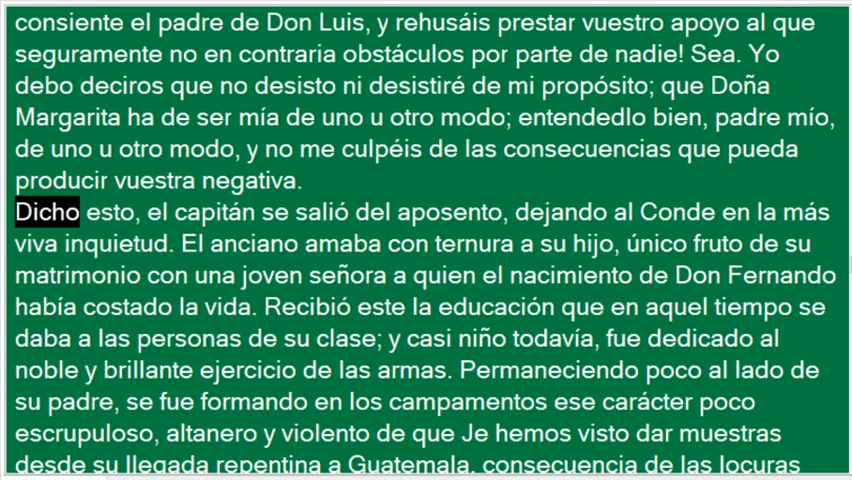 consiente el padre de Don Luis, y rehusáis prestar vuestro apoyo al que
seguramente no en contraria obstáculos por parte de nadie! Sea. Yo
debo deciros que no desisto ni desistiré de mi propósito; que Doña
Margarita ha de ser mía de uno u otro modo; entendedlo bien, padre mío,
de uno u otro modo, y no me culpéis de las consecuencias que pueda
producir vuestra negativa.
Dicho esto, el capitán se salió del aposento, dejando al Conde en la más
viva inquietud. El anciano amaba con ternura a su hijo, único fruto de su
matrimonio con una joven señora a quien el nacimiento de Don Fernando
había costado la vida. Recibió este la educación que en aquel tiempo se
daba a las personas de su clase; y casi niño todavía, fue dedicado al
noble y brillante ejercicio de las armas. Permaneciendo poco al lado de
su padre, se fue formando en los campamentos ese carácter poco
escrupuloso, altanero y violento de que Je hemos visto dar muestras
desde su llegada repentina a Guatemala, consecuencia de las locuras